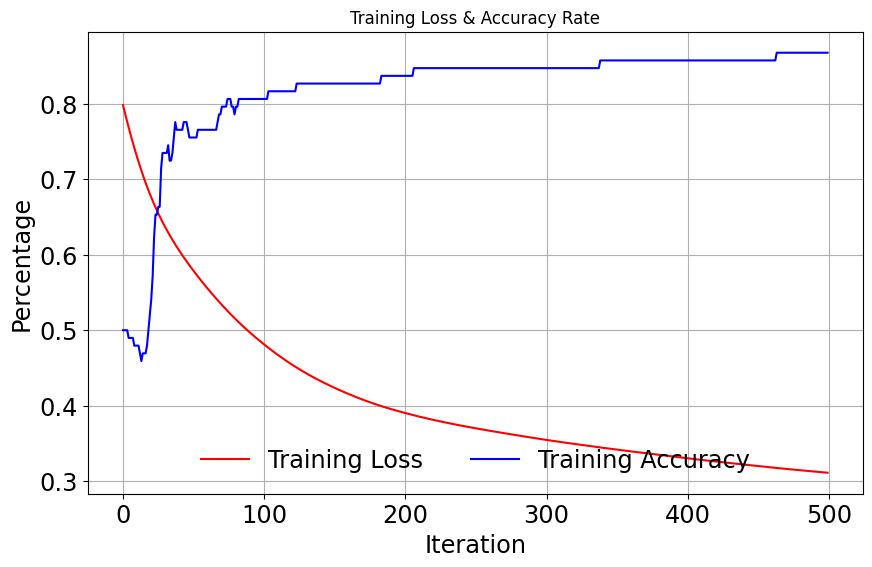 Training Loss & Accuracy Rate
Percentage
0.8
0.7
0.6
0.5
0.4
0.3
Training Loss Training Accuracy
0 100 200 300 400 500
Iteration